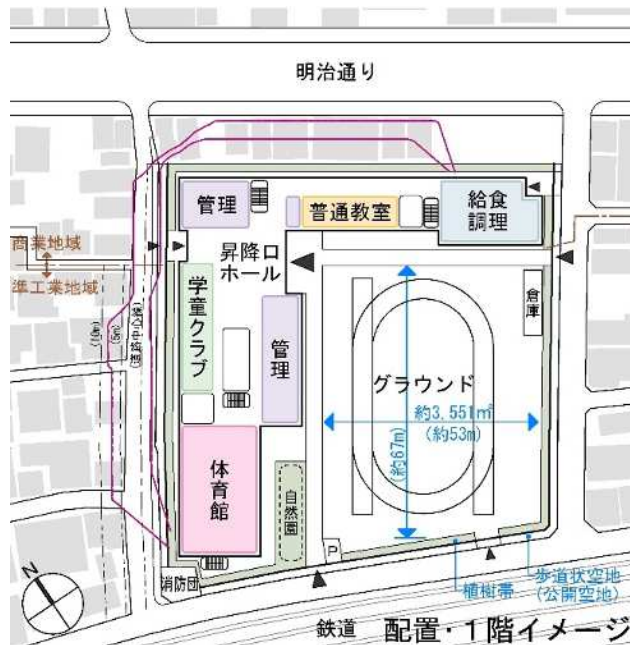 明治通り
管理
普通教室
給食
調理
商業地域
準工業地域
昇降口
ホール
学童クラブ
管理
倉庫
グラウンド
約3,551㎡
(約53m)
(約67m)
(10m)
(5m)
体育館
自然園
P
消防団
植樹帯
歩道状空地
(公開空地)
N
鉄道
配置・1階イメージ